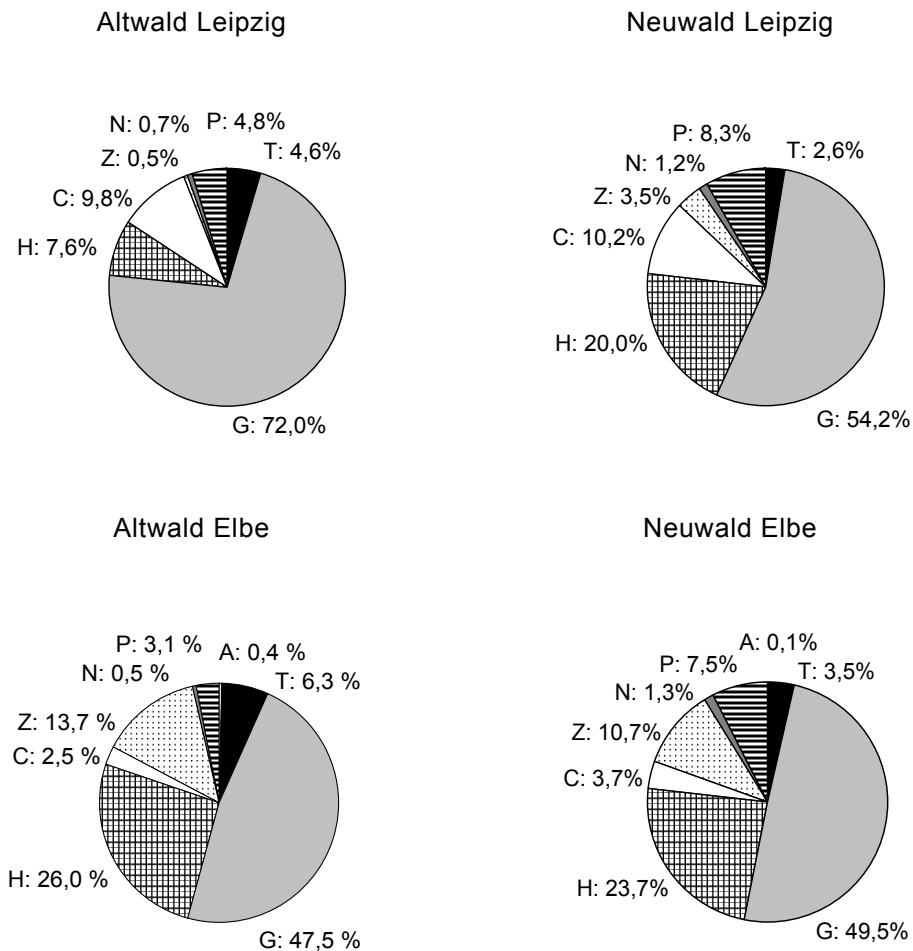 Altwald Leipzig
N: 0,7%
P: 4,8%
Z: 0,5%
T: 4,6%
C: 9,8%
H: 7,6%
G: 72,0%
Neuwald Leipzig
P: 8,3%
T: 2,6%
N: 1,2%
Z: 3,5%
C: 10,2%
H: 20,0%
G: 54,2%
Altwald Elbe
P: 3,1 %
A: 0,4 %
N: 0,5 %
T: 6,3 %
Z: 13,7 %
C: 2,5 %
H: 26,0 %
G: 47,5 %
Neuwald Elbe
A: 0,1%
P: 7,5%
T: 3,5%
N: 1,3%
Z: 10,7%
C: 3,7%
H: 23,7%
G: 49,5%